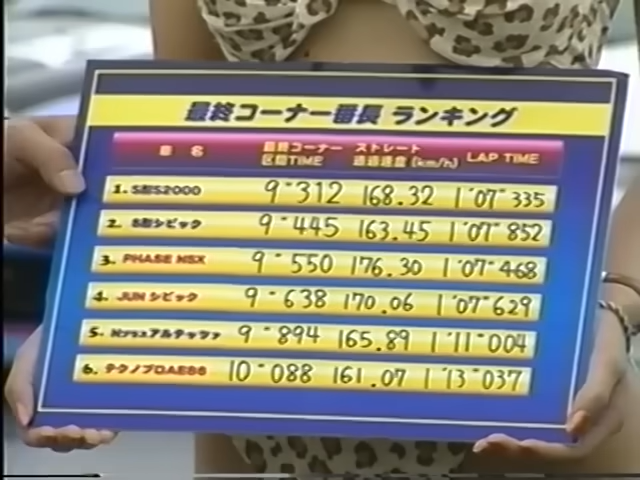 最終コーナー番長 ランキング
車 名 最終コーナー区間TIME ストレート通過速度(km/h) LAP TIME
1. S2000 9"312 168.32 1'07"335
2. シビック 9"445 163.45 1'07"852
3. PHASE NSX 9"550 176.30 1'07"468
4. JUN シビック 9"638 170.06 1'07"629
5. アルテッツァ 9"894 165.89 1'11"004
6. テクノプロAE86 10"088 161.07 1'13"037